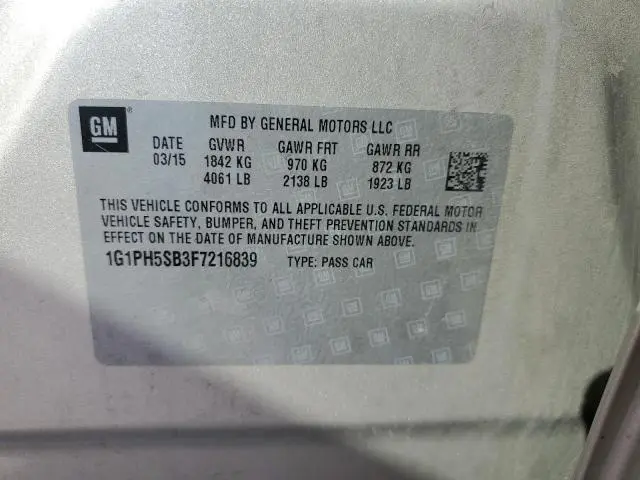 GM ® MFD BY GENERAL MOTORS LLC
DATE GVWR GAWR FRT GAWR RR
03/15 1842 KG 970 KG 872 KG
4061 LB 2138 LB 1923 LB
THIS VEHICLE CONFORMS TO ALL APPLICABLE U.S. FEDERAL MOTOR
VEHICLE SAFETY, BUMPER, AND THEFT PREVENTION STANDARDS IN
EFFECT ON THE DATE OF MANUFACTURE SHOWN ABOVE.
1G1PH5SB3F7216839 TYPE: PASS CAR